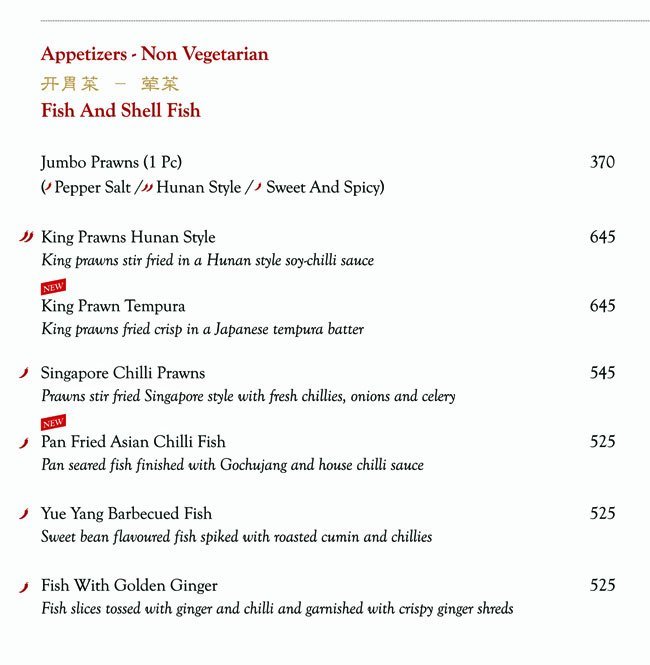 Appetizers - Non Vegetarian
开胃菜 – 荤菜
Fish And Shell Fish
Jumbo Prawns (1 Pc) 370
(Pepper Salt / Hunan Style / Sweet And Spicy)
King Prawns Hunan Style 645
King prawns stir fried in a Hunan style soy-chilli sauce
NEW
King Prawn Tempura 645
King prawns fried crisp in a Japanese tempura batter
Singapore Chilli Prawns 545
Prawns stir fried Singapore style with fresh chillies, onions and celery
NEW
Pan Fried Asian Chilli Fish 525
Pan seared fish finished with Gochujang and house chilli sauce
Yue Yang Barbecued Fish 525
Sweet bean flavoured fish spiked with roasted cumin and chillies
Fish With Golden Ginger 525
Fish slices tossed with ginger and chilli and garnished with crispy ginger shreds